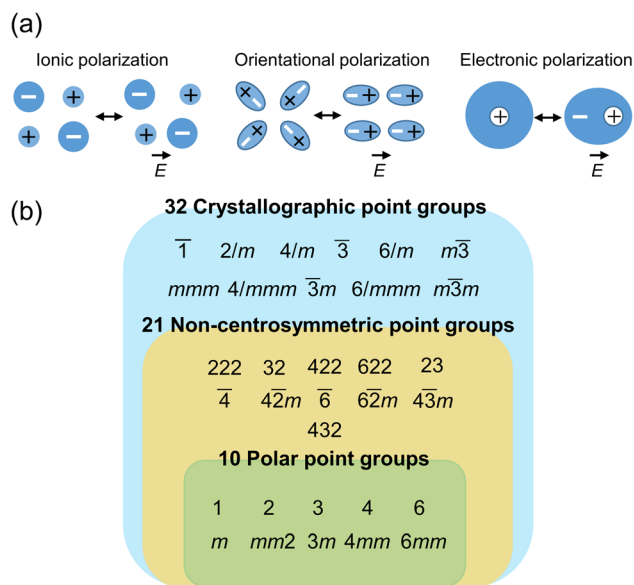 (a)
Ionic polarization Orientational polarization Electronic polarization
− + − +
+ − + −
E
+ − + − − + − +
+ − + − − + − +
E
+ − +
E
(b)
32 Crystallographic point groups
1̅ 2/m 4/m 3̅ 6/m m3̅
mmm 4/mmm 3̅m 6/mmm m3̅m
21 Non-centrosymmetric point groups
222 32 422 622 23
4̅ 42̅m 6̅ 62̅m 43̅m
432
10 Polar point groups
1 2 3 4 6
m mm2 3m 4mm 6mm